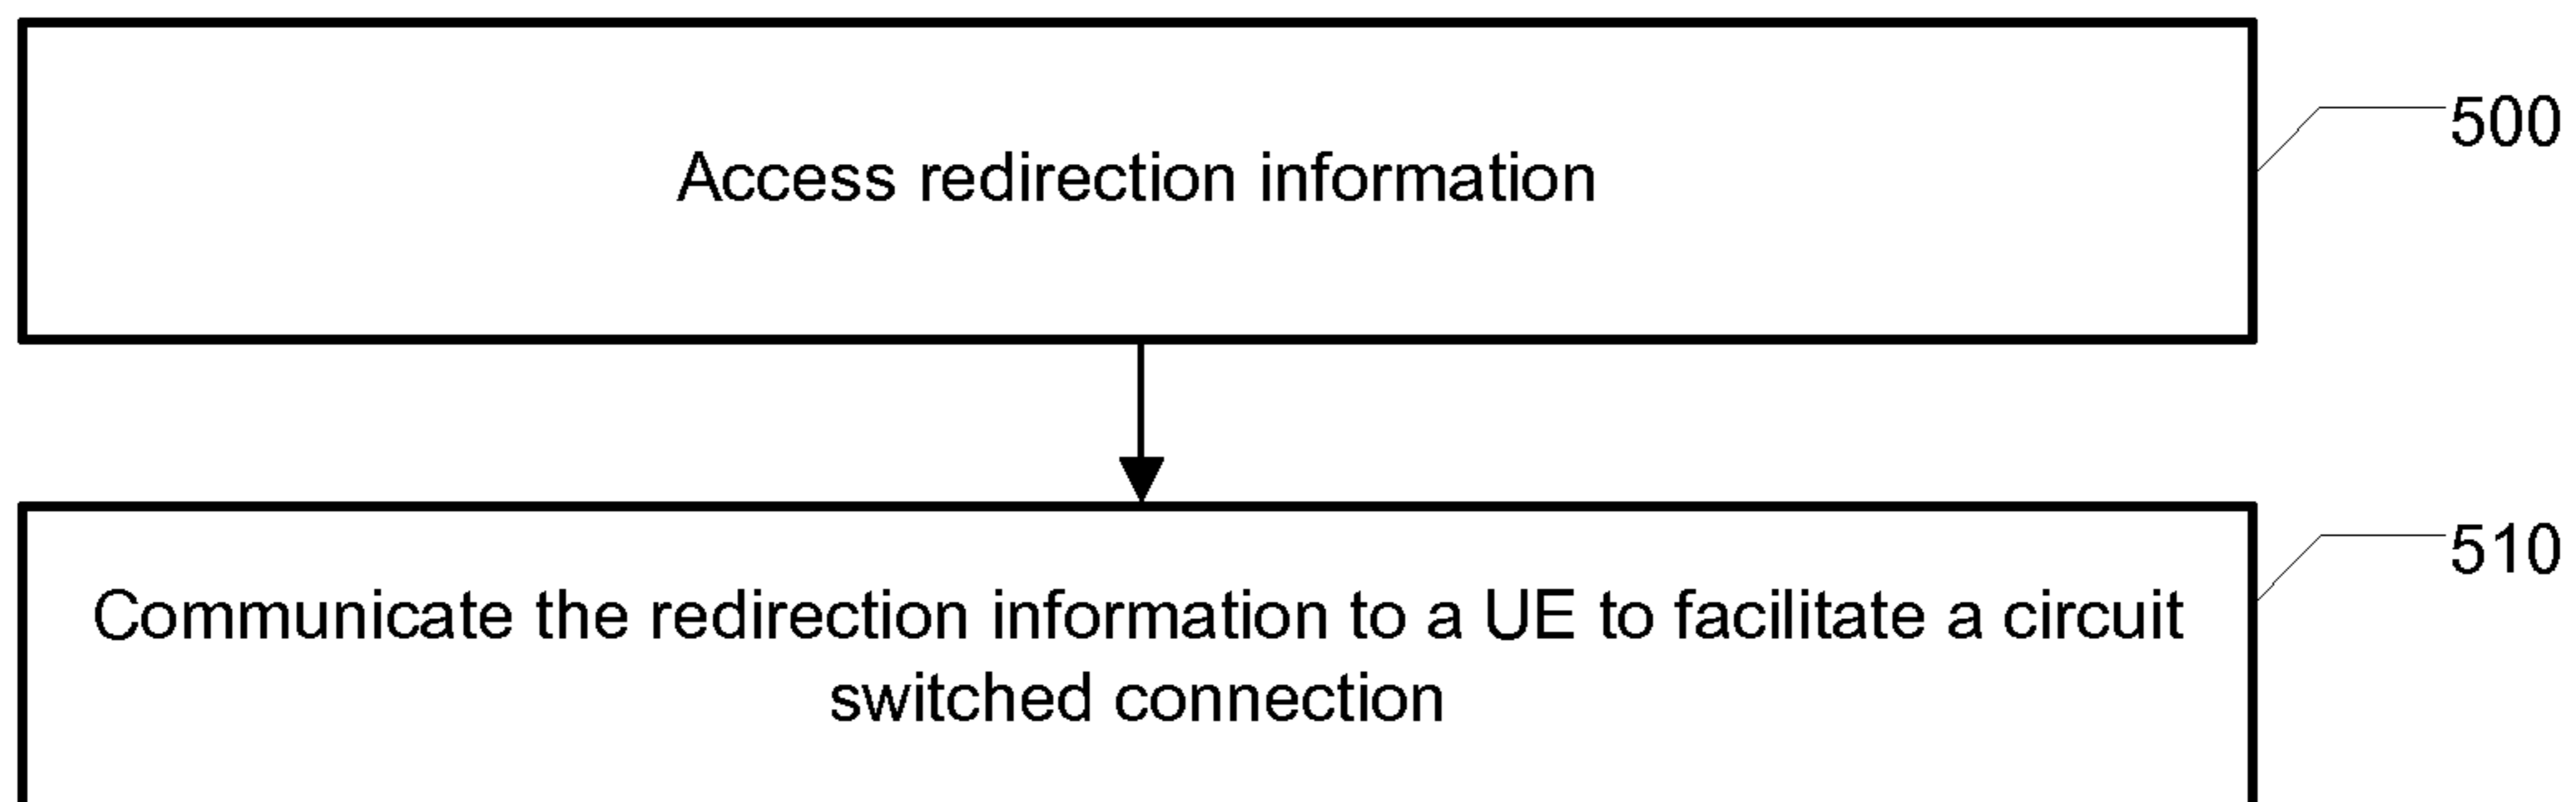 Access redirection information
500
Communicate the redirection information to a UE to facilitate a circuit
switched connection
510